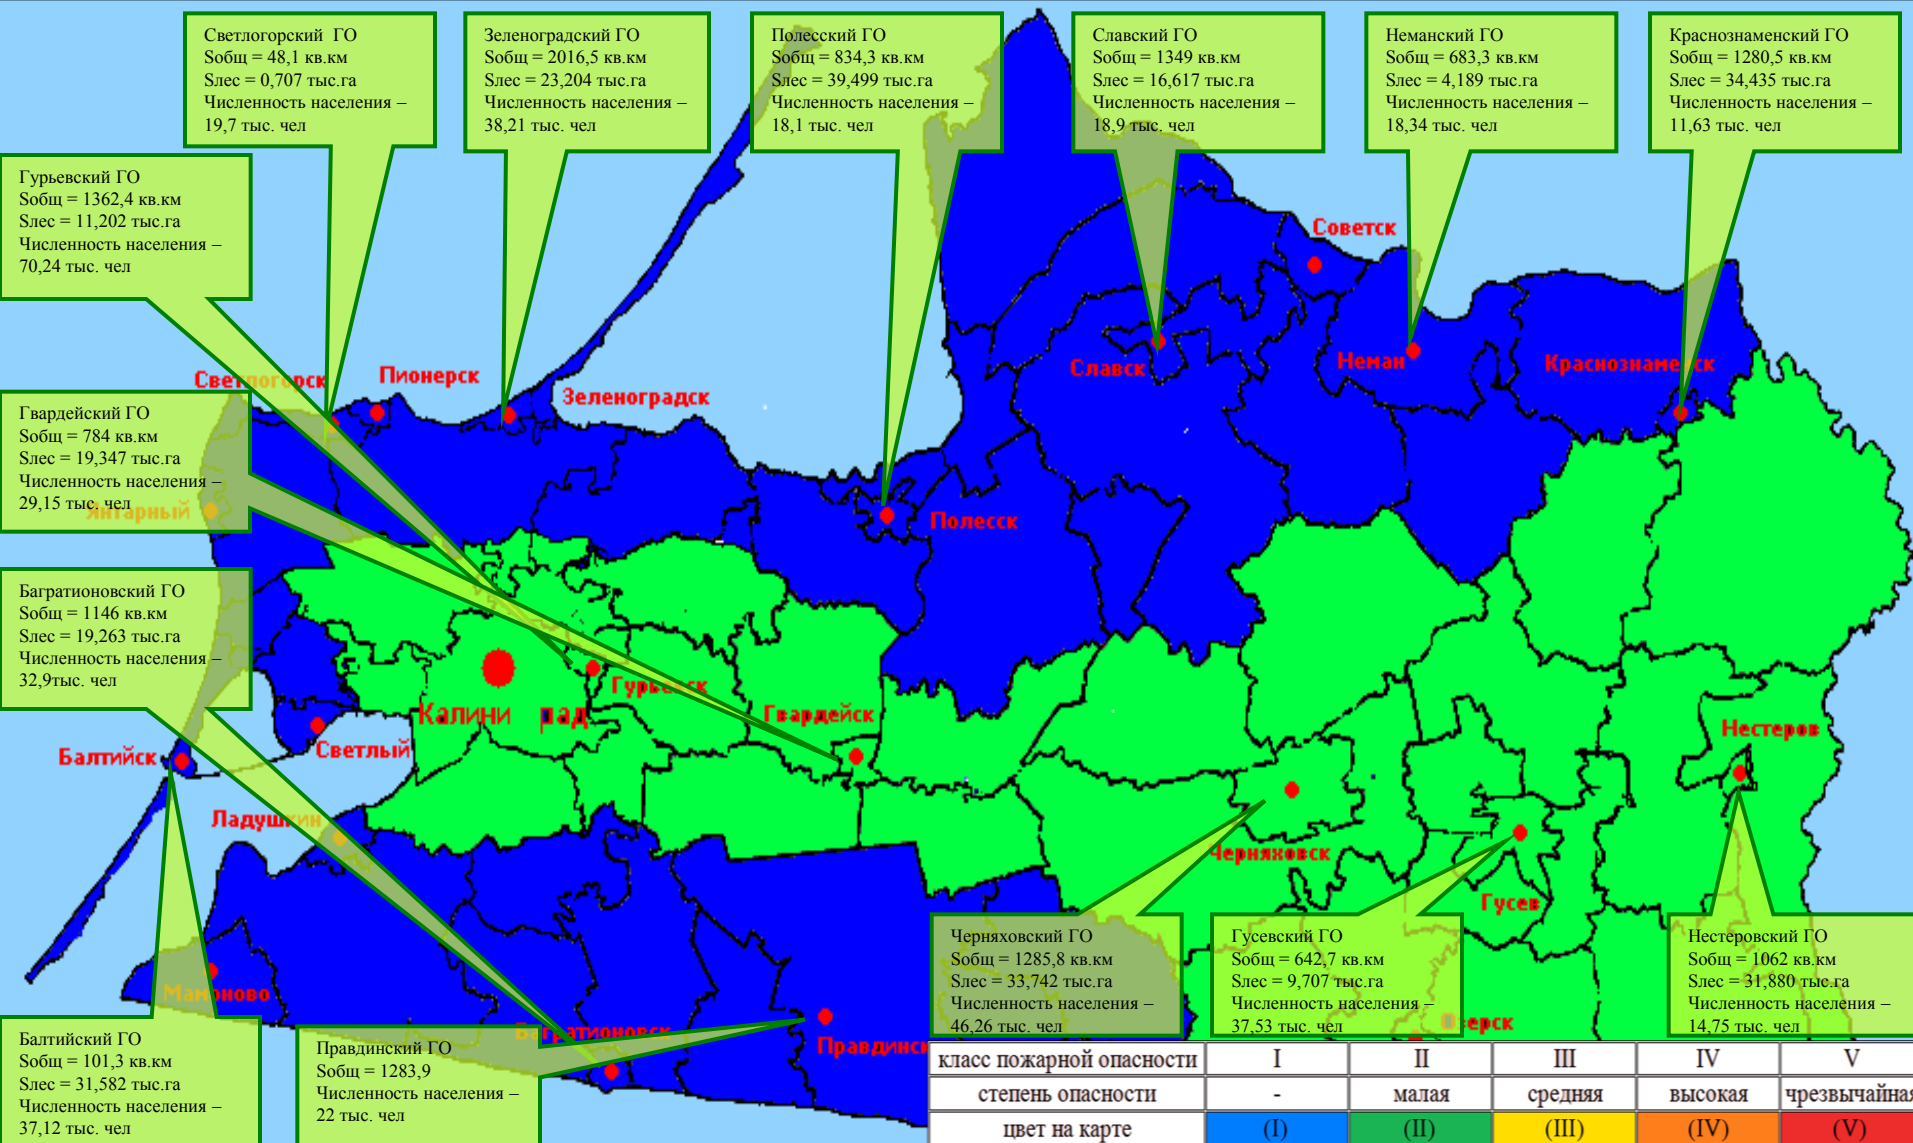 Светлогорский ГО
Sобщ = 48,1 кв.км
Sлес = 0,707 тыс.га
Численность населения –
19,7 тыс. чел
Зеленоградский ГО
Sобщ = 2016,5 кв.км
Sлес = 23,204 тыс.га
Численность населения –
38,21 тыс. чел
Полесский ГО
Sобщ = 834,3 кв.км
Sлес = 39,499 тыс.га
Численность населения –
18,1 тыс. чел
Славский ГО
Sобщ = 1349 кв.км
Sлес = 16,617 тыс.га
Численность населения –
18,9 тыс. чел
Неманский ГО
Sобщ = 683,3 кв.км
Sлес = 4,189 тыс.га
Численность населения –
18,34 тыс. чел
Краснознаменский ГО
Sобщ = 1280,5 кв.км
Sлес = 34,435 тыс.га
Численность населения –
11,63 тыс. чел
Гурьевский ГО
Sобщ = 1362,4 кв.км
Sлес = 11,202 тыс.га
Численность населения –
70,24 тыс. чел
Советск
Неман
Славск
Краснознаменск
Светлогорск
Пионерск
Зеленоградск
Гвардейский ГО
Sобщ = 784 кв.км
Sлес = 19,347 тыс.га
Численность населения –
29,15 тыс. чел
Янтарный
Полесск
Багратионовский ГО
Sобщ = 1146 кв.км
Sлес = 19,263 тыс.га
Численность населения –
32,9тыс. чел
Гурьевск
Калини рад
Гвардейск
Нестеров
Светлый
Балтийск
Ладушкин
Черняховск
Гусев
Мамоново
Багратионовск
Правдинск
Озерск
Черняховский ГО
Sобщ = 1285,8 кв.км
Sлес = 33,742 тыс.га
Численность населения –
46,26 тыс. чел
Гусевский ГО
Sобщ = 642,7 кв.км
Sлес = 9,707 тыс.га
Численность населения –
37,53 тыс. чел
Нестеровский ГО
Sобщ = 1062 кв.км
Sлес = 31,880 тыс.га
Численность населения –
14,75 тыс. чел
Балтийский ГО
Sобщ = 101,3 кв.км
Sлес = 31,582 тыс.га
Численность населения –
37,12 тыс. чел
Правдинский ГО
Sобщ = 1283,9
Численность населения –
22 тыс. чел
класс пожарной опасности I II III IV V
степень опасности - малая средняя высокая чрезвычайная
цвет на карте (I) (II) (III) (IV) (V)